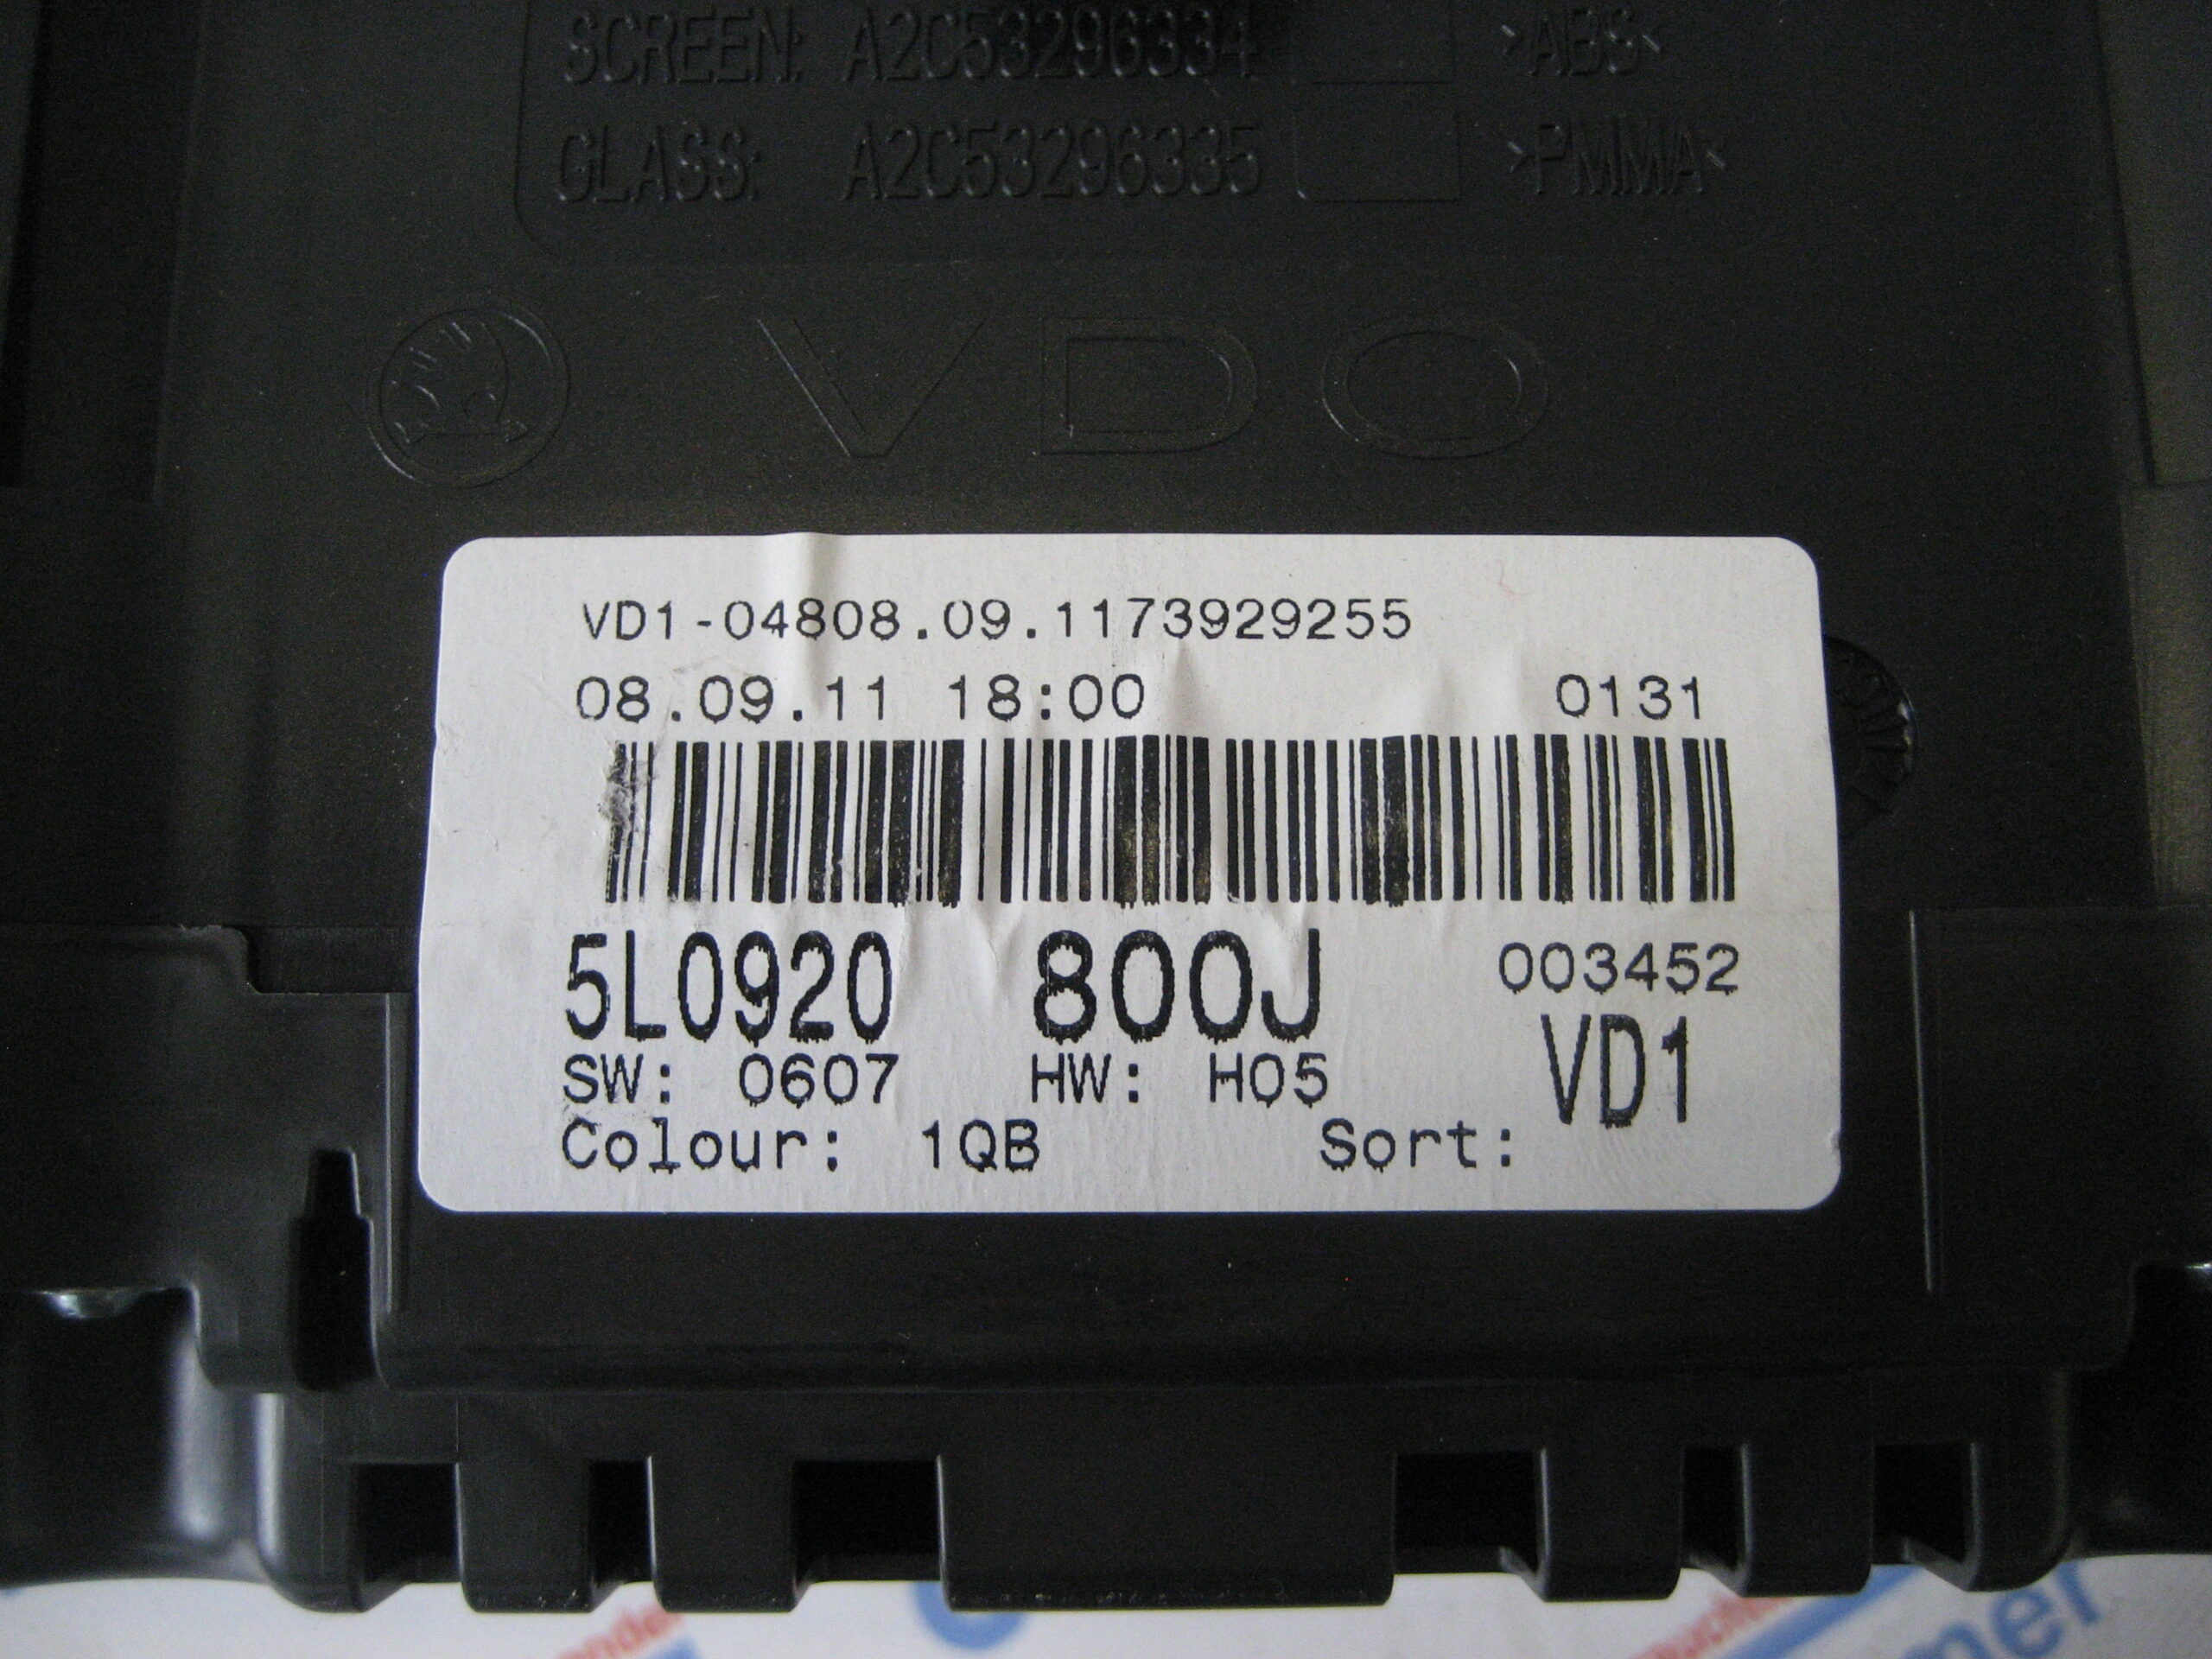 SCREEN: A2C53296334 >ABS<
GLASS: A2C53296335 >PMMA<
VDO
VD1-04808.09.1173929255
08.09.11 18:00 0131
5L0920 800J 003452
SW: 0607 HW: H05 VD1
Colour: 1QB Sort: